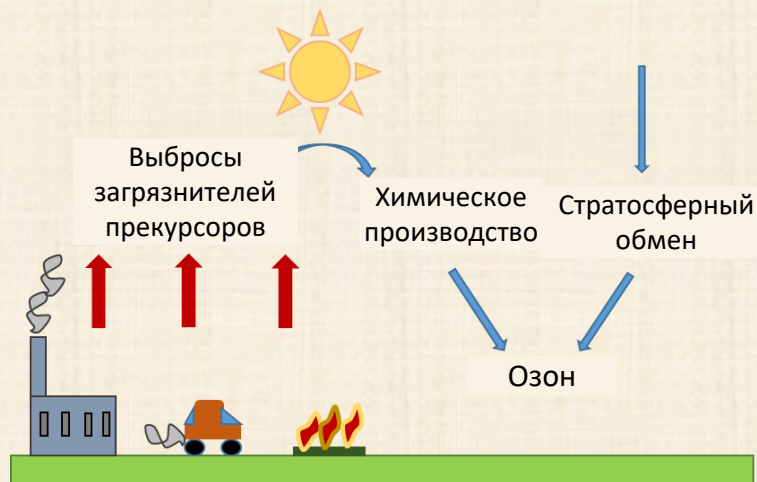 Выбросы
загрязнителей
прекурсоров
Химическое
производство
Стратосферный
обмен
Озон